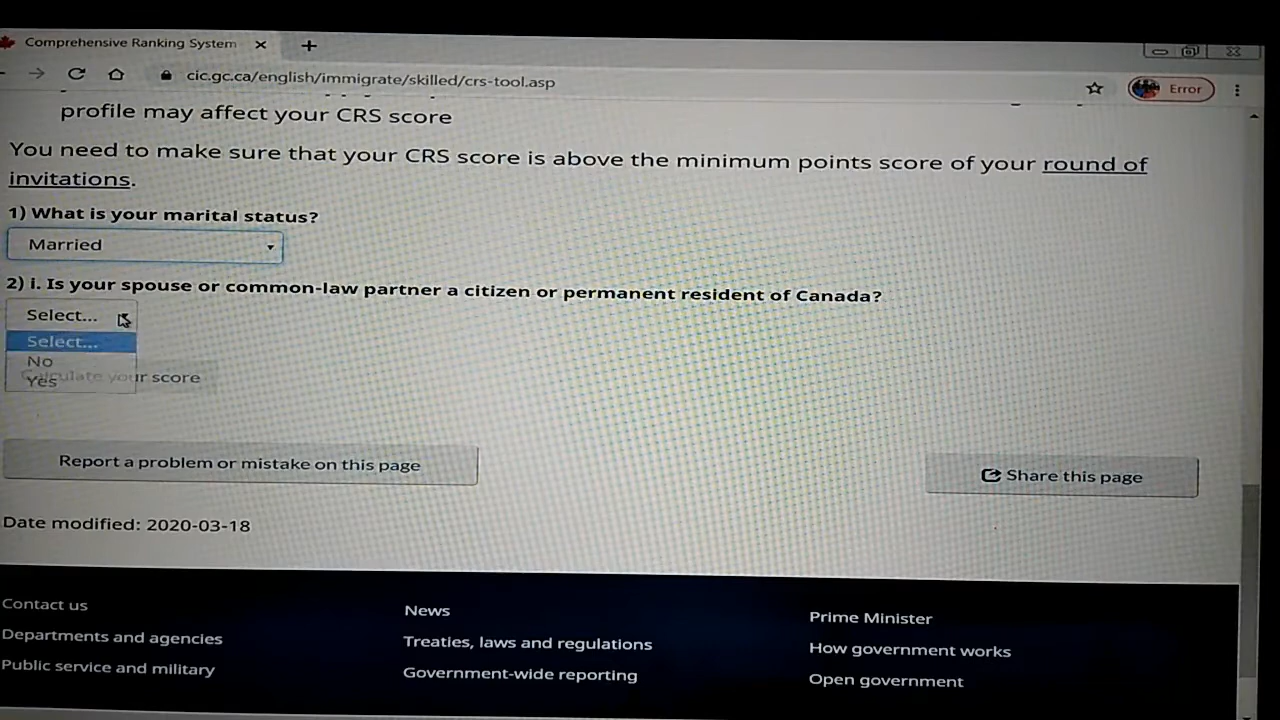 Comprehensive Ranking System
cic.gc.ca/english/immigrate/skilled/crs-tool.asp
Error
profile may affect your CRS score
You need to make sure that your CRS score is above the minimum points score of your round of
invitations.
1) What is your marital status?
Married
2) i. Is your spouse or common-law partner a citizen or permanent resident of Canada?
Select...
Select...
No
Yes
Calculate your score
Report a problem or mistake on this page
Share this page
Date modified: 2020-03-18
Contact us
News
Prime Minister
Departments and agencies
Treaties, laws and regulations
How government works
Public service and military
Government-wide reporting
Open government